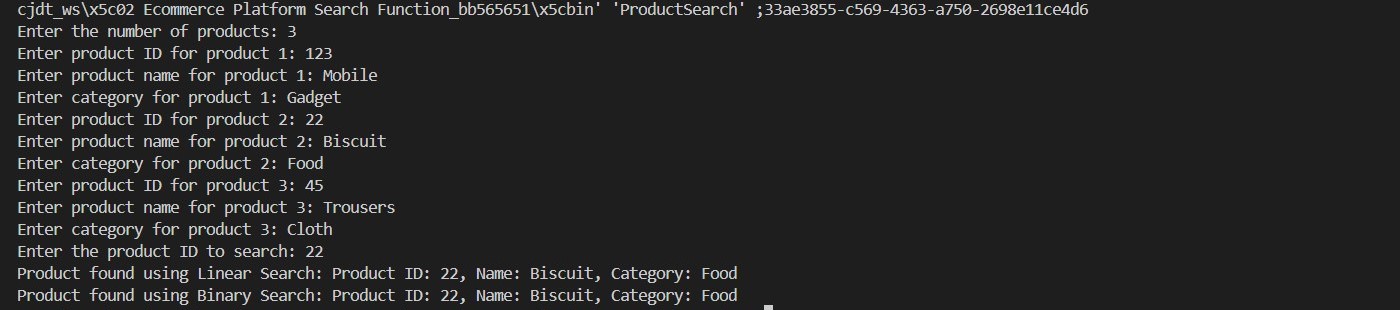 cjdt_ws\x5c02 Ecommerce Platform Search Function_bb565651\x5cbin' 'ProductSearch' ;33ae3855-c569-4363-a750-2698e11ce4d6
Enter the number of products: 3
Enter product ID for product 1: 123
Enter product name for product 1: Mobile
Enter category for product 1: Gadget
Enter product ID for product 2: 22
Enter product name for product 2: Biscuit
Enter category for product 2: Food
Enter product ID for product 3: 45
Enter product name for product 3: Trousers
Enter category for product 3: Cloth
Enter the product ID to search: 22
Product found using Linear Search: Product ID: 22, Name: Biscuit, Category: Food
Product found using Binary Search: Product ID: 22, Name: Biscuit, Category: Food